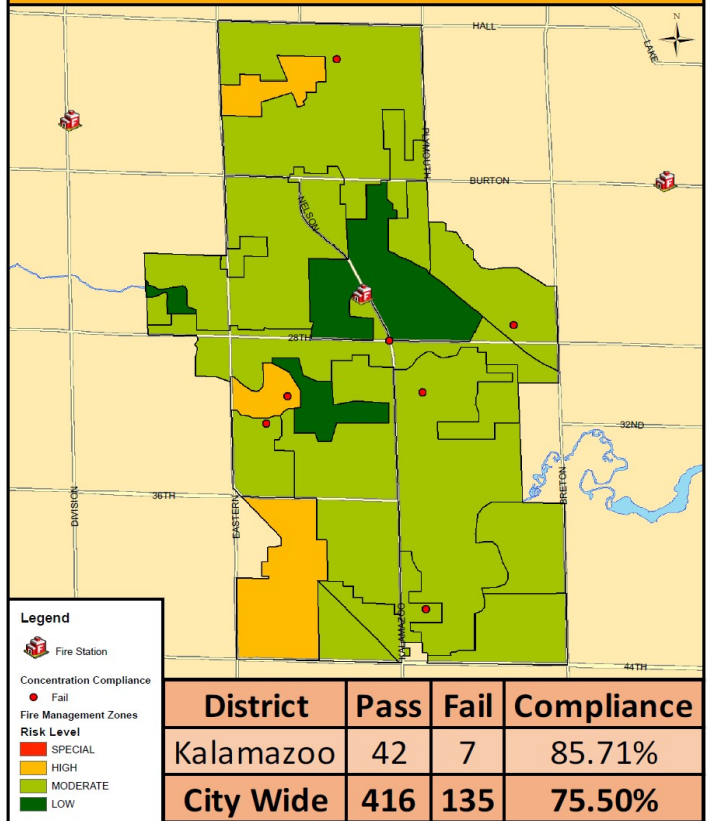 N
HALL
LAKE
PLYMOUTH
BURTON
NELSON
28TH
32ND
36TH
DIVISION
EASTERN
BRETON
KALAMAZOO
44TH
Legend
Fire Station
Concentration Compliance
Fail
Fire Management Zones
Risk Level
SPECIAL
HIGH
MODERATE
LOW
District Pass Fail Compliance
Kalamazoo 42 7 85.71%
City Wide 416 135 75.50%